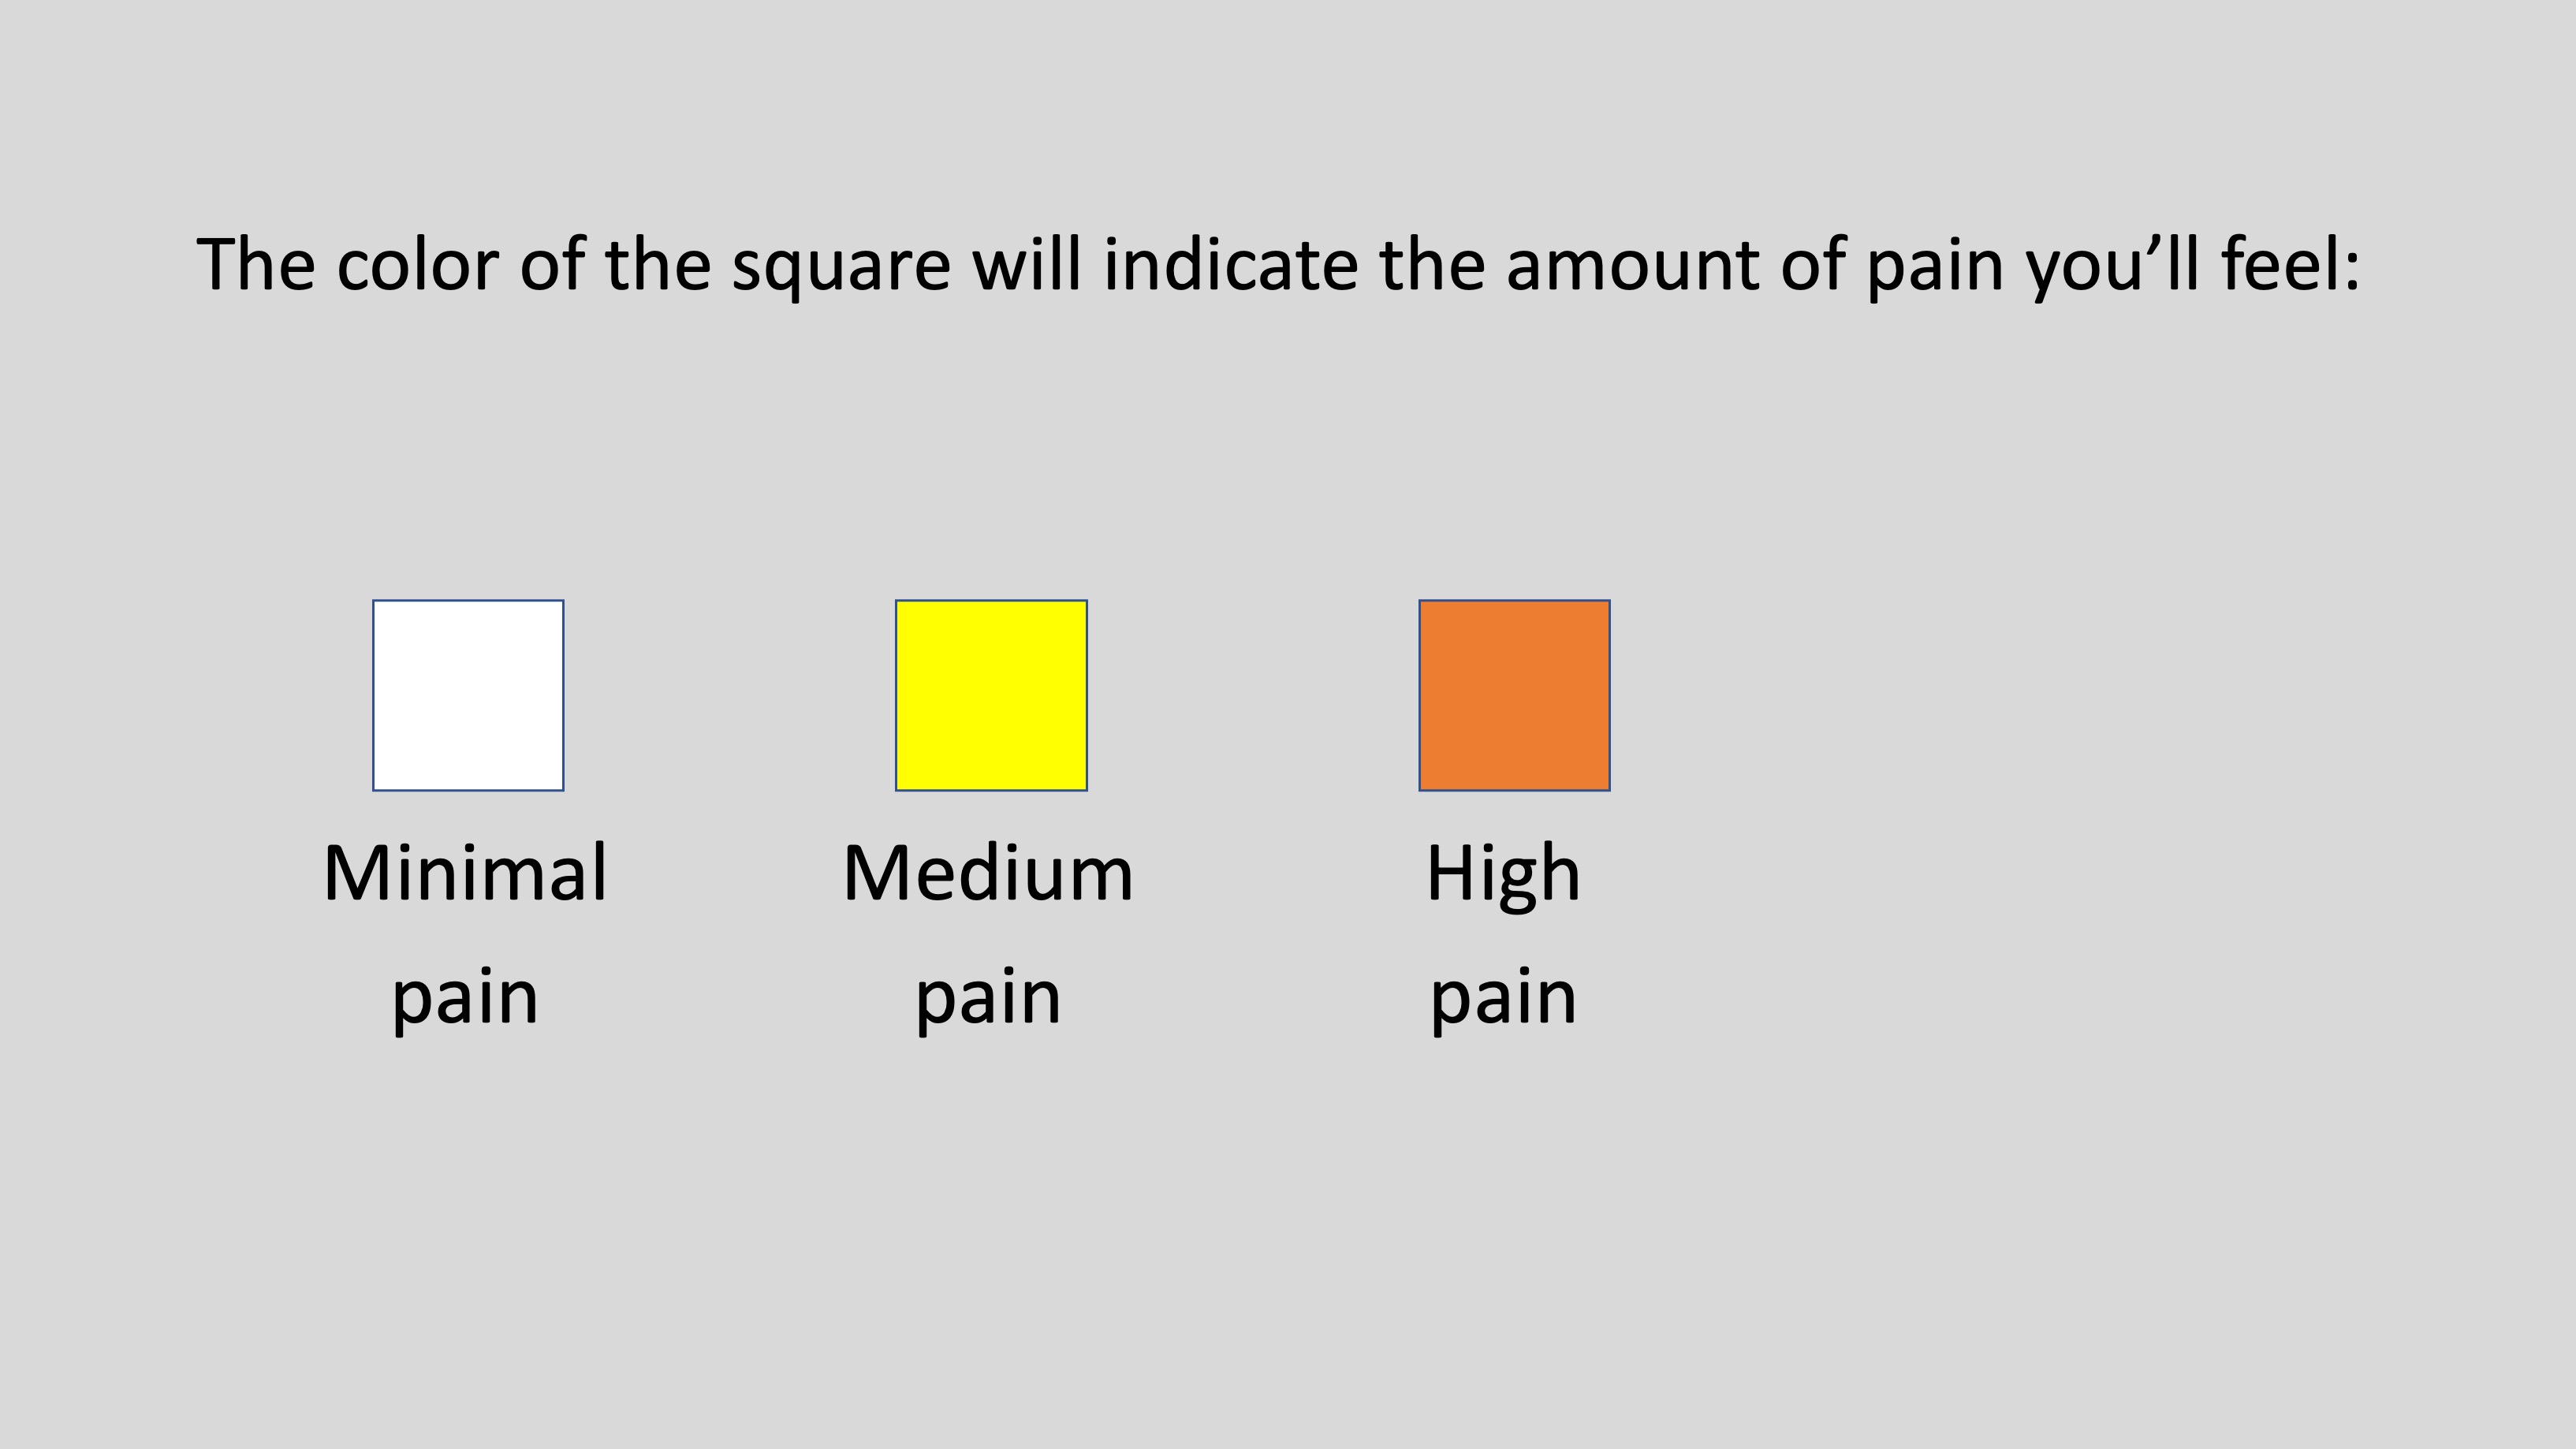 The color of the square will indicate the amount of pain you’ll feel:
Minimal pain
Medium pain
High pain